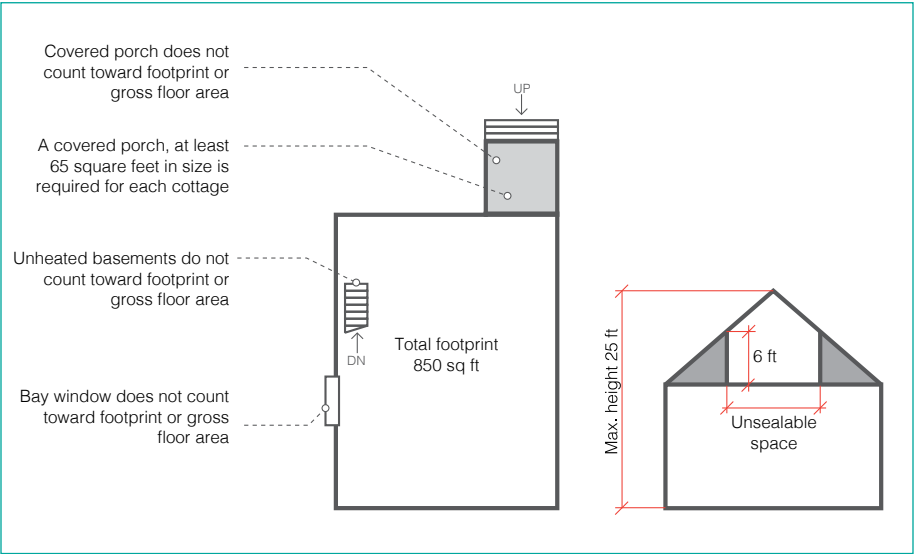 Covered porch does not
count toward footprint or
gross floor area
A covered porch, at least
65 square feet in size is
required for each cottage
Unheated basements do not
count toward footprint or
gross floor area
Bay window does not count
toward footprint or gross
floor area
UP
DN
Total footprint
850 sq ft
Max. height 25 ft
6 ft
Unsealable
space